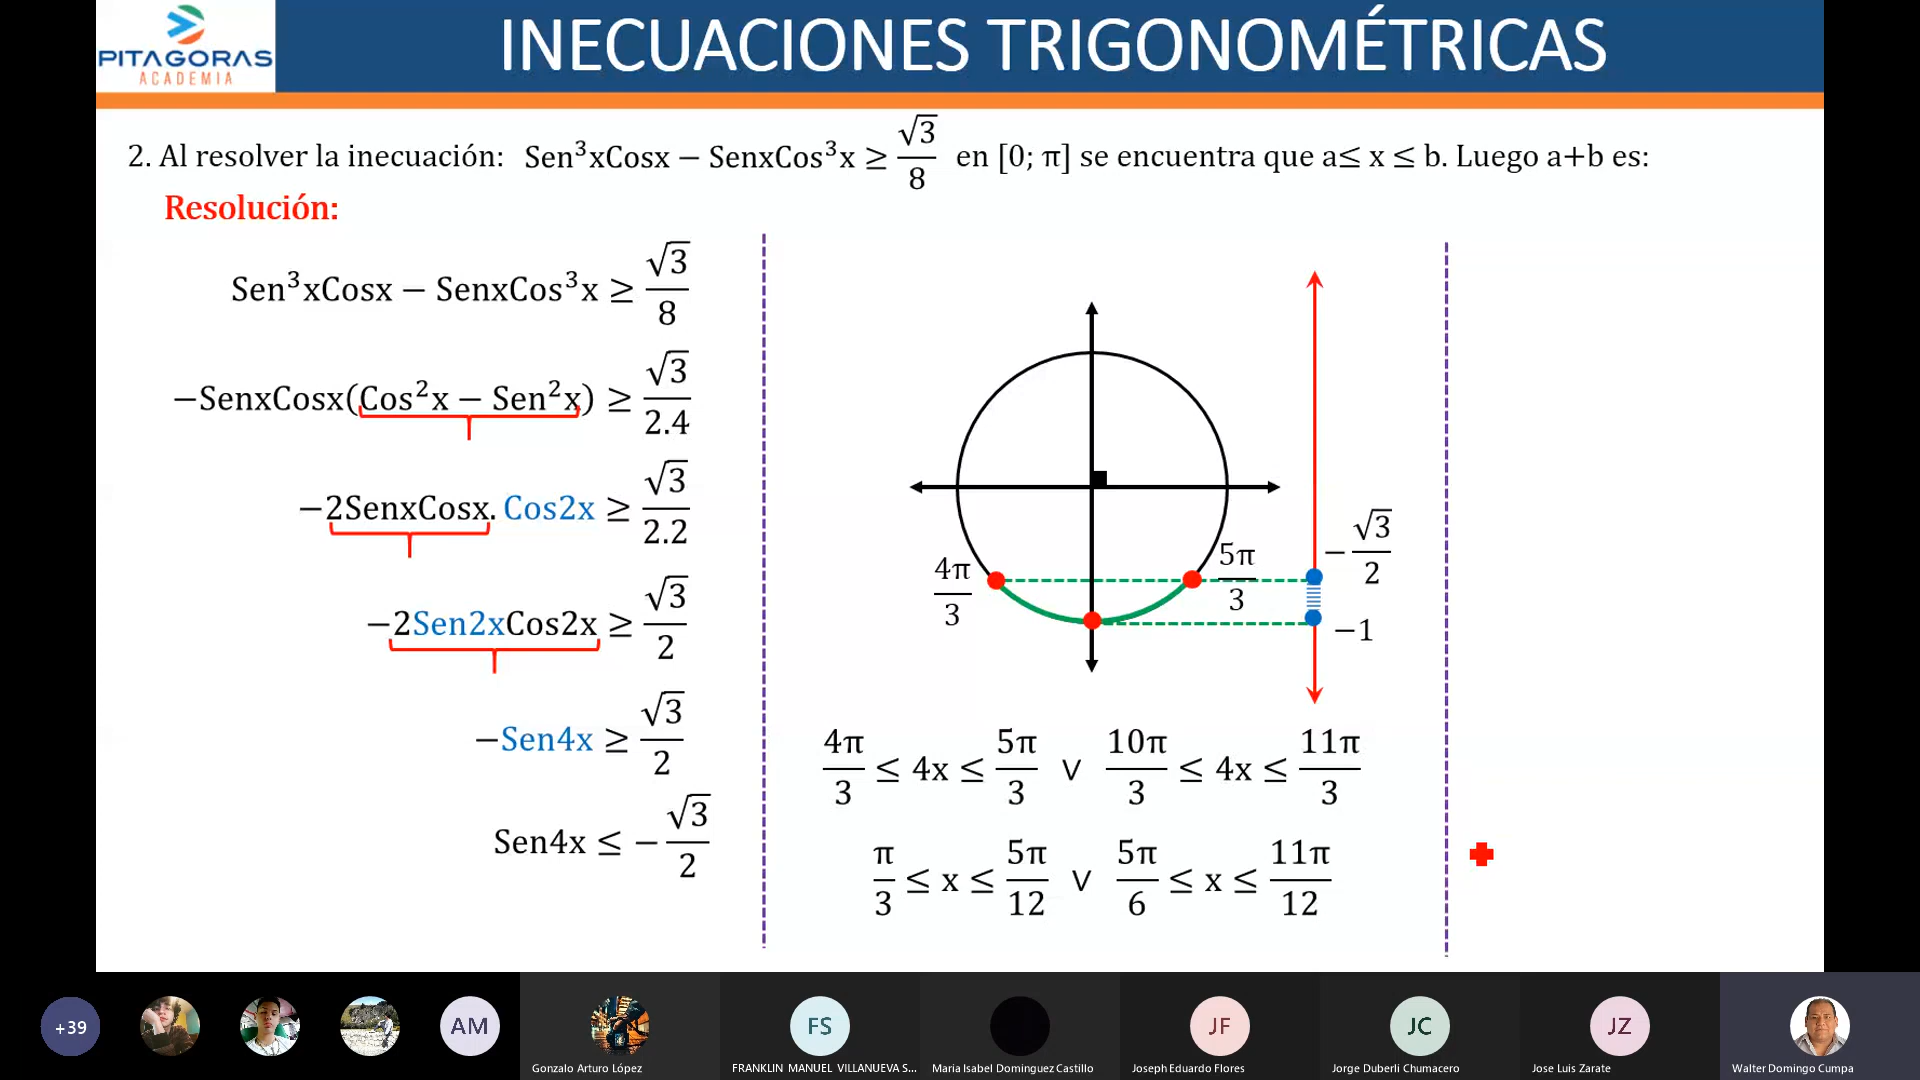 PITAGORAS
ACADEMIA
INECUACIONES TRIGONOMÉTRICAS
2. Al resolver la inecuación: Sen³xCosx − SenxCos³x ≥ √3/8 en [0; π] se encuentra que a≤ x ≤ b. Luego a+b es:
Resolución:
Sen³xCosx − SenxCos³x ≥ √3/8
−SenxCosx(Cos²x − Sen²x) ≥ √3/2.4
−2SenxCosx. Cos2x ≥ √3/2.2
−2Sen2xCos2x ≥ √3/2
−Sen4x ≥ √3/2
Sen4x ≤ −√3/2
4π/3
5π/3
−√3/2
−1
4π/3 ≤ 4x ≤ 5π/3 ∨ 10π/3 ≤ 4x ≤ 11π/3
π/3 ≤ x ≤ 5π/12 ∨ 5π/6 ≤ x ≤ 11π/12
+39
AM
FS
JF
JC
JZ
Gonzalo Arturo López
FRANKLIN MANUEL VILLANUEVA S...
Maria Isabel Dominguez Castillo
Joseph Eduardo Flores
Jorge Duberli Chumacero
Jose Luis Zarate
Walter Domingo Cumpa